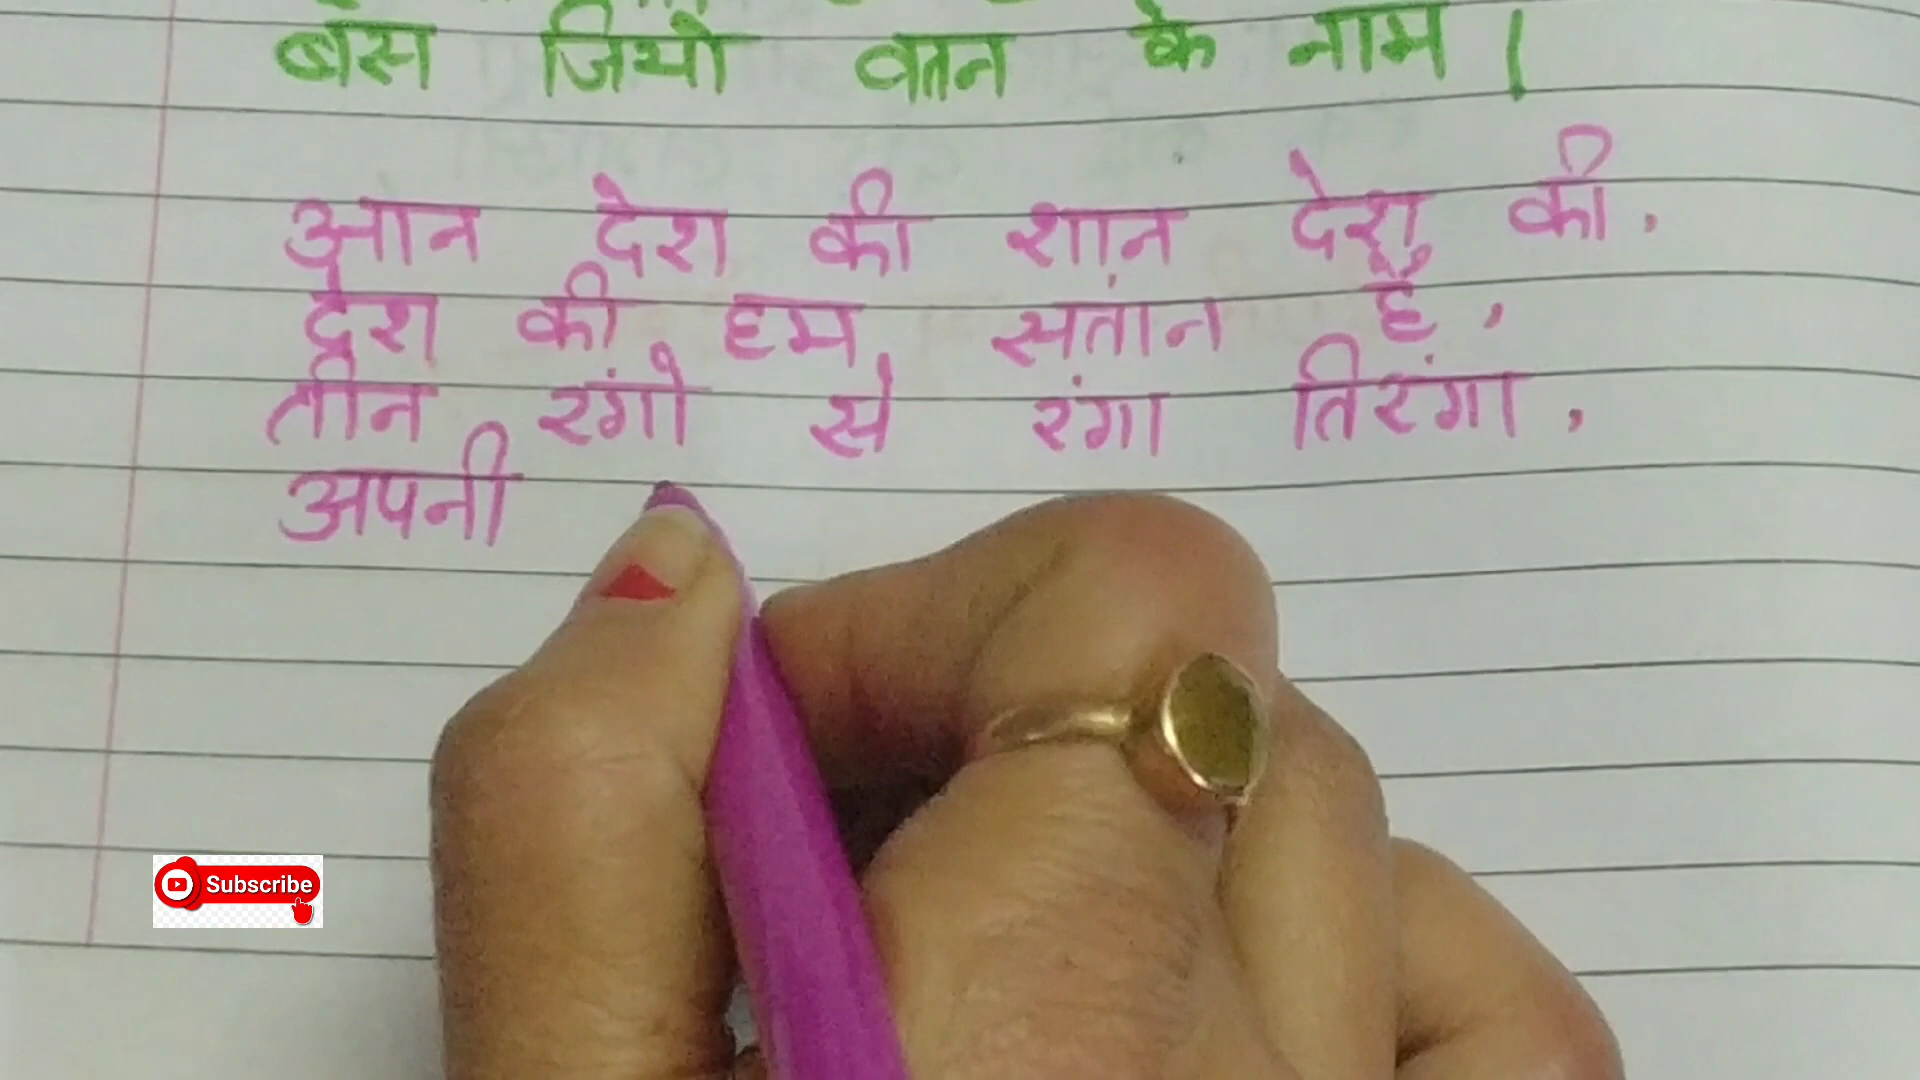 बस जियो वतन के नाम।
आन देश की शान देश की,
देश की हम संतान हैं,
तीन रंगो से रंगा तिरंगा,
अपनी
Subscribe